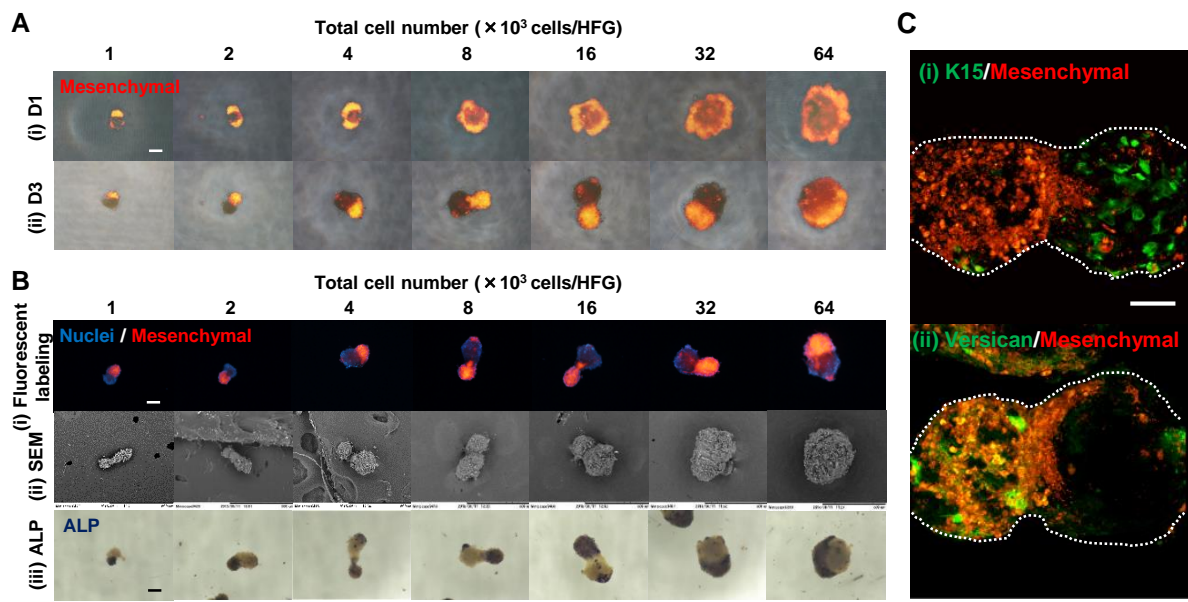 A
Total cell number (×10³ cells/HFG)
1 2 4 8 16 32 64
(i) D1
Mesenchymal
(ii) D3
B
Total cell number (×10³ cells/HFG)
1 2 4 8 16 32 64
(i) Fluorescent
labeling
Nuclei / Mesenchymal
(ii) SEM
(iii) ALP
ALP
C
(i) K15/Mesenchymal
(ii) Versican/Mesenchymal